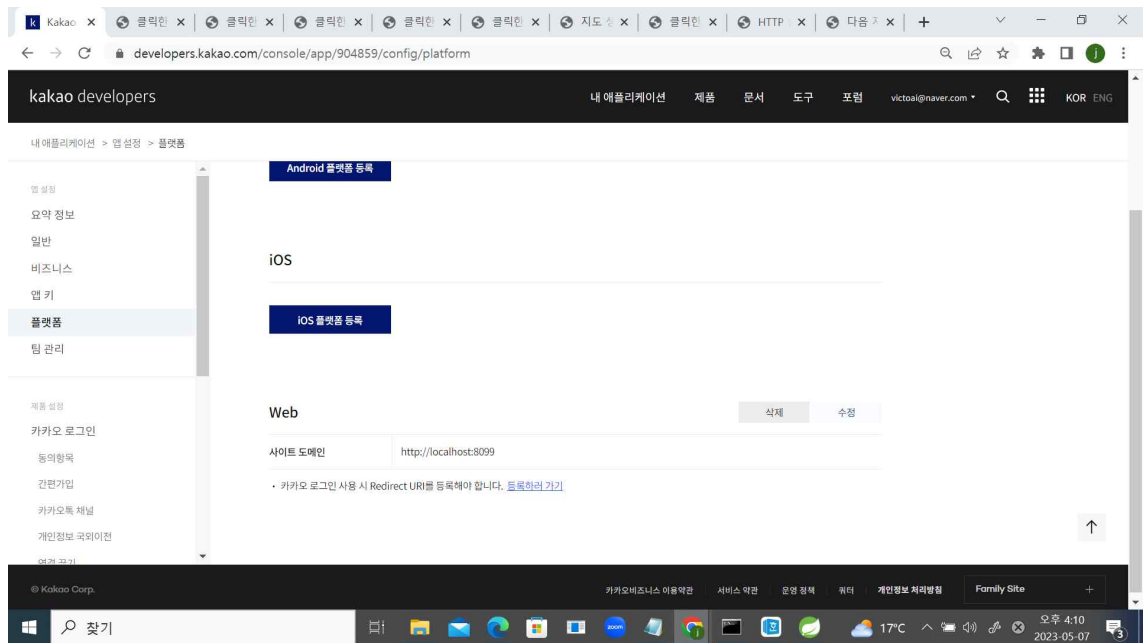 k Kakao 클릭한 클릭한 클릭한 클릭한 클릭한 지도 클릭한 HTTP 다음
developers.kakao.com/console/app/904859/config/platform
j
kakao developers
내 애플리케이션 제품 문서 도구 포럼 victoai@naver.com KOR ENG
내 애플리케이션 > 앱 설정 > 플랫폼
Android 플랫폼 등록
앱 설정
요약 정보
일반
비즈니스
앱 키
플랫폼
팀 관리
iOS
iOS 플랫폼 등록
제품 설정
카카오 로그인
동의항목
간편가입
카카오톡 채널
개인정보 국외이전
연결 끊기
Web 삭제 수정
사이트 도메인 http://localhost:8099
• 카카오 로그인 사용 시 Redirect URI를 등록해야 합니다. 등록하러 가기
© Kakao Corp. 카카오비즈니스 이용약관 서비스 약관 운영 정책 쿼터 개인정보 처리방침 Family Site +
찾기 zoom 17℃ 오후 4:10
2023-05-07 3